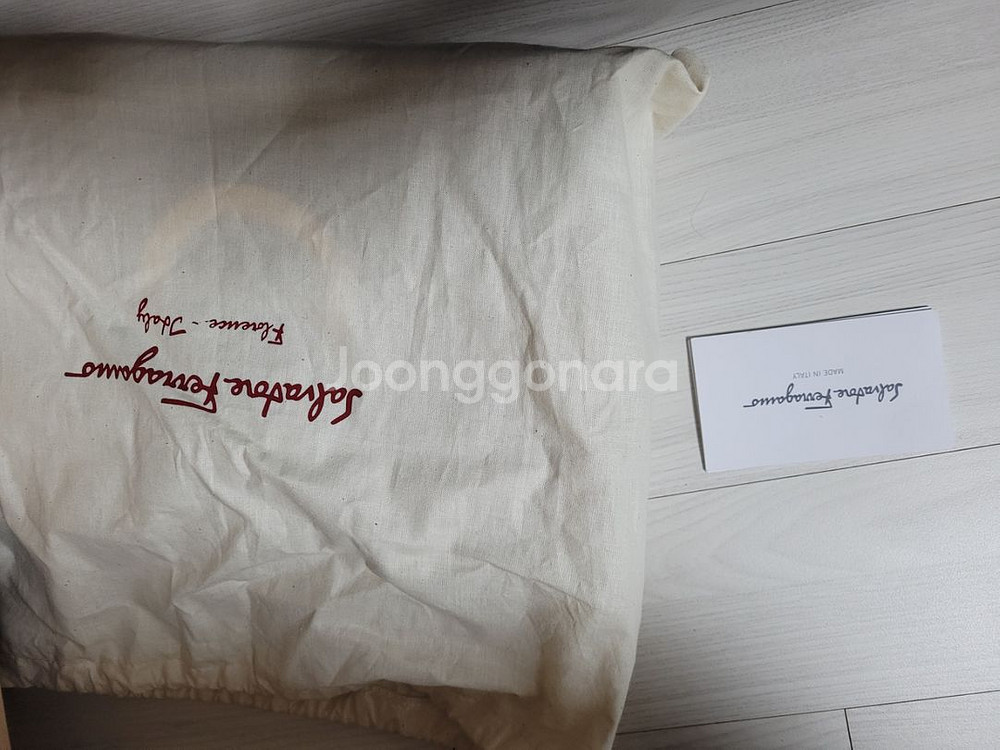 Salvatore Ferragamo
Florence - Italy
Joonggonara
Salvatore Ferragamo
MADE IN ITALY